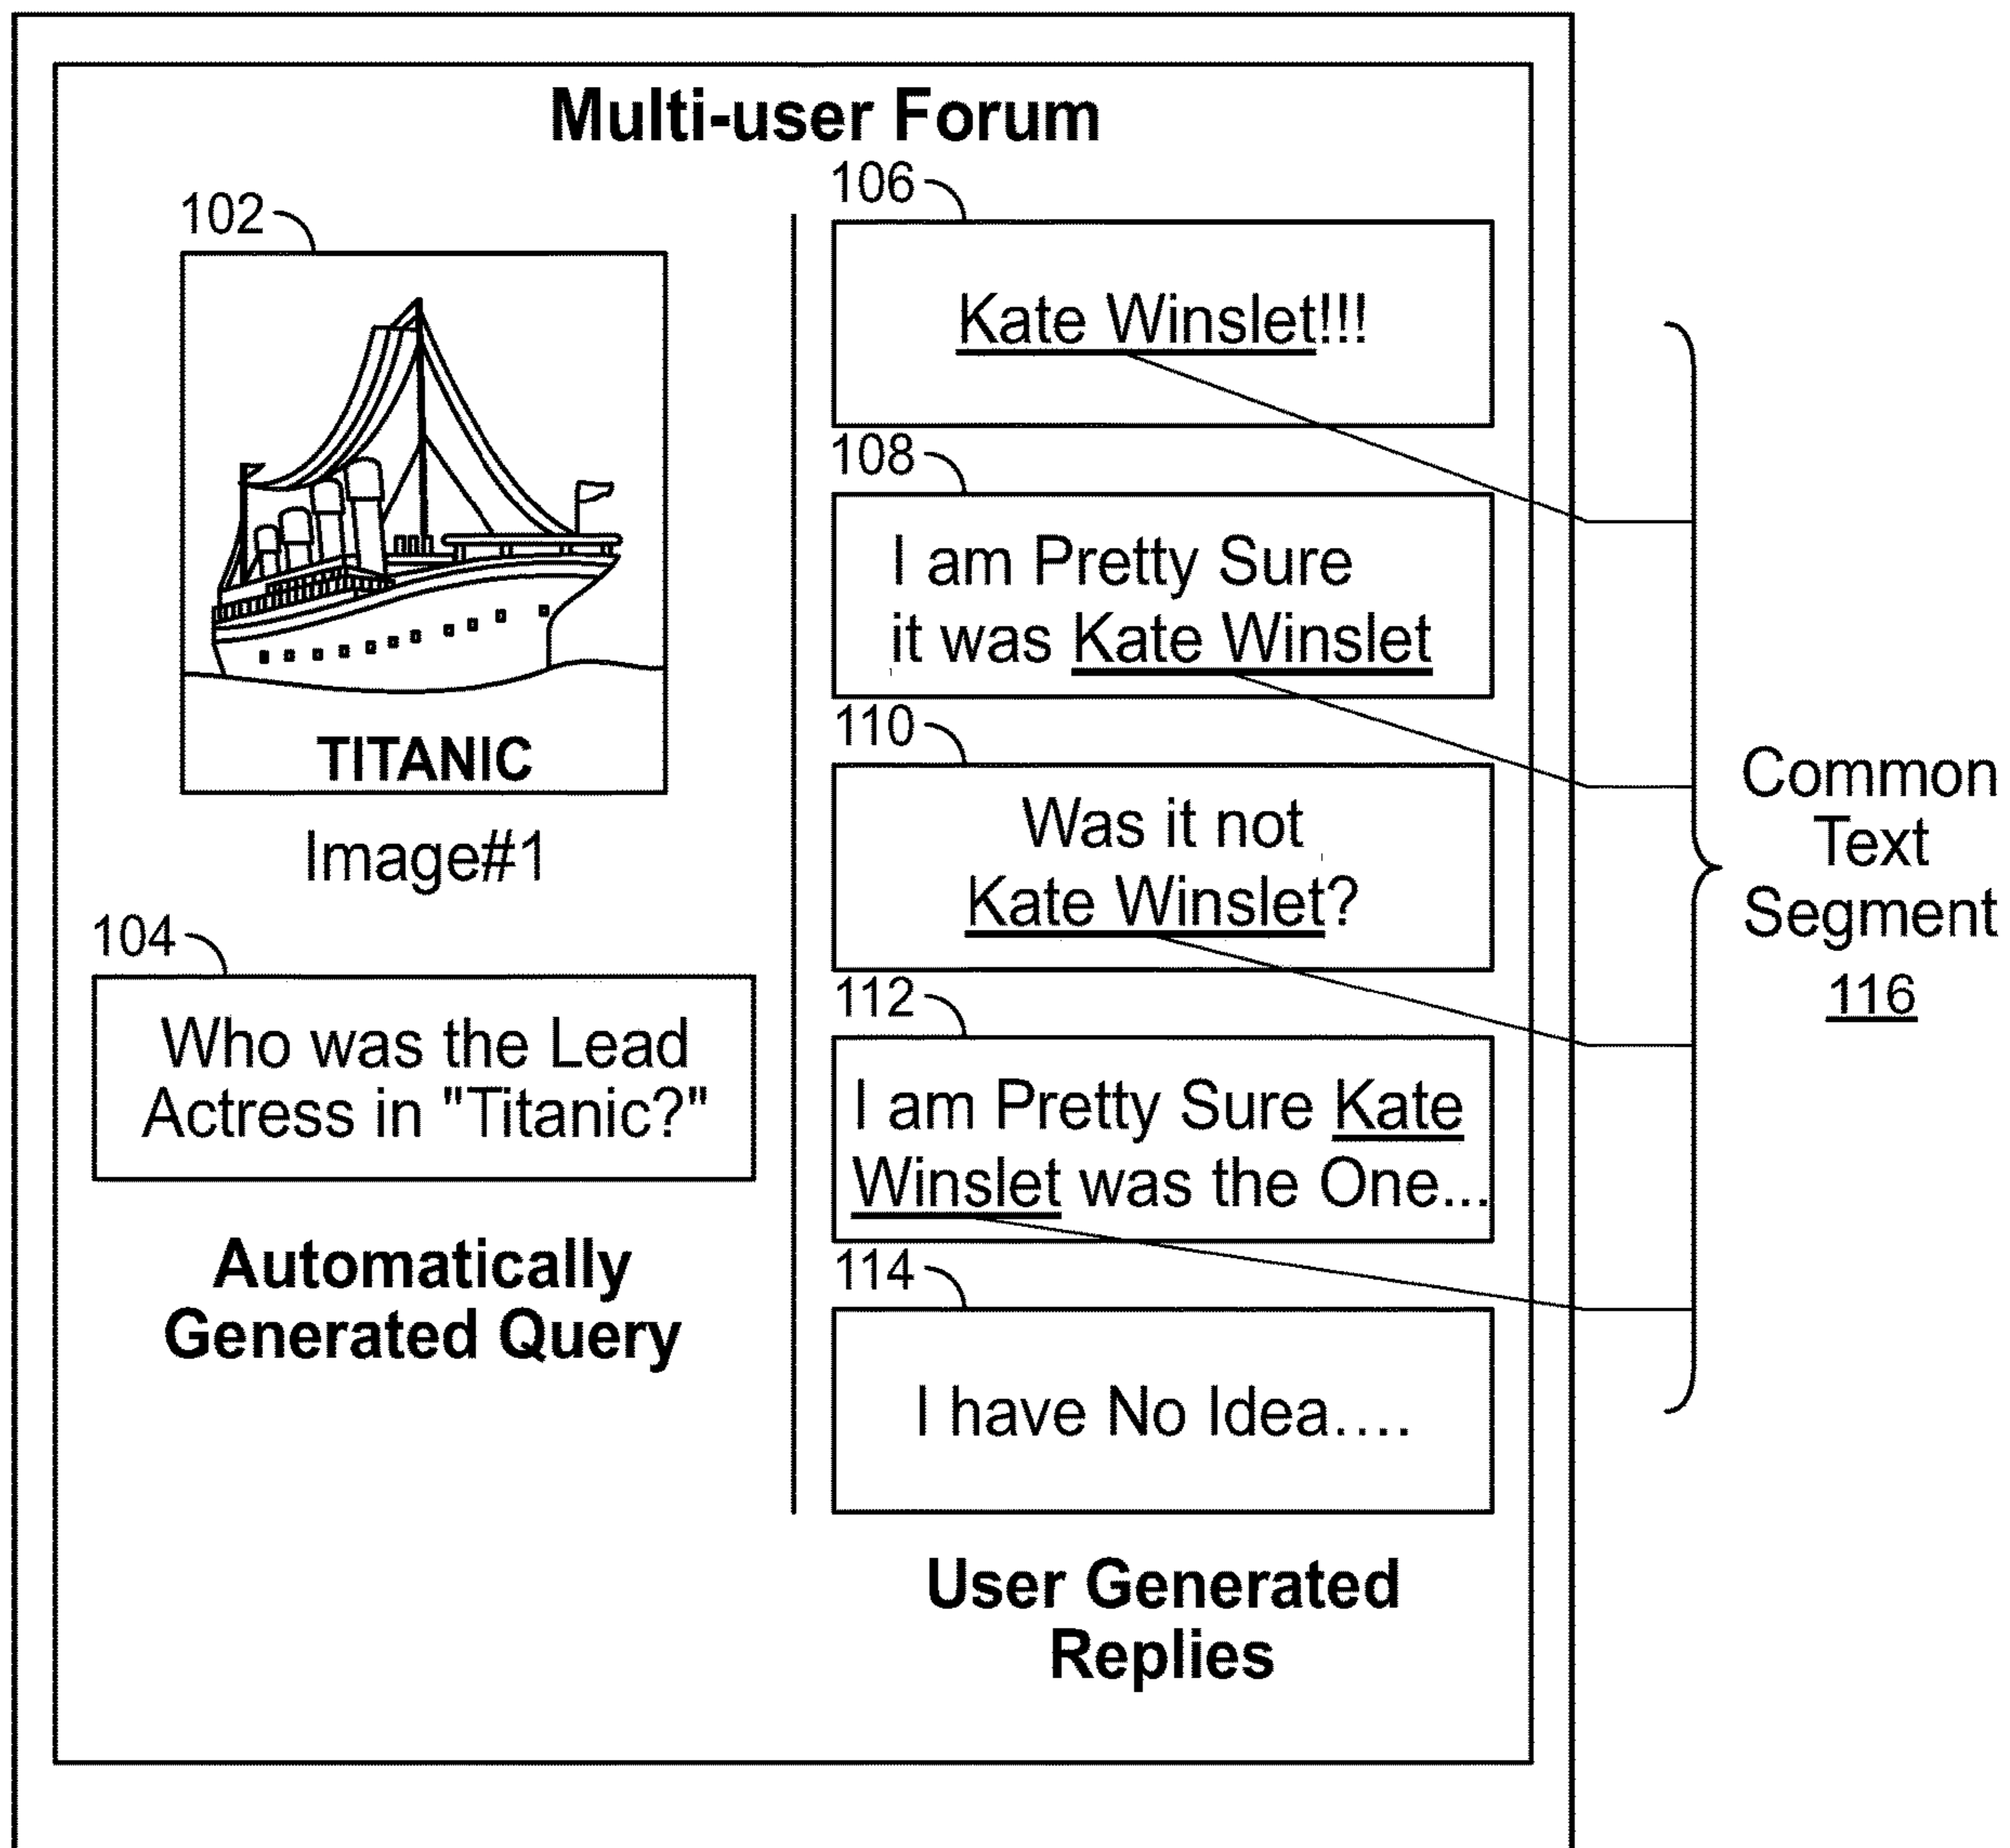 Multi-user Forum
102
TITANIC
Image#1
104
Who was the Lead
Actress in "Titanic?"
Automatically
Generated Query
106
Kate Winslet!!!
108
I am Pretty Sure
it was Kate Winslet
110
Was it not
Kate Winslet?
112
I am Pretty Sure Kate
Winslet was the One...
114
I have No Idea....
User Generated
Replies
Common
Text
Segment
116